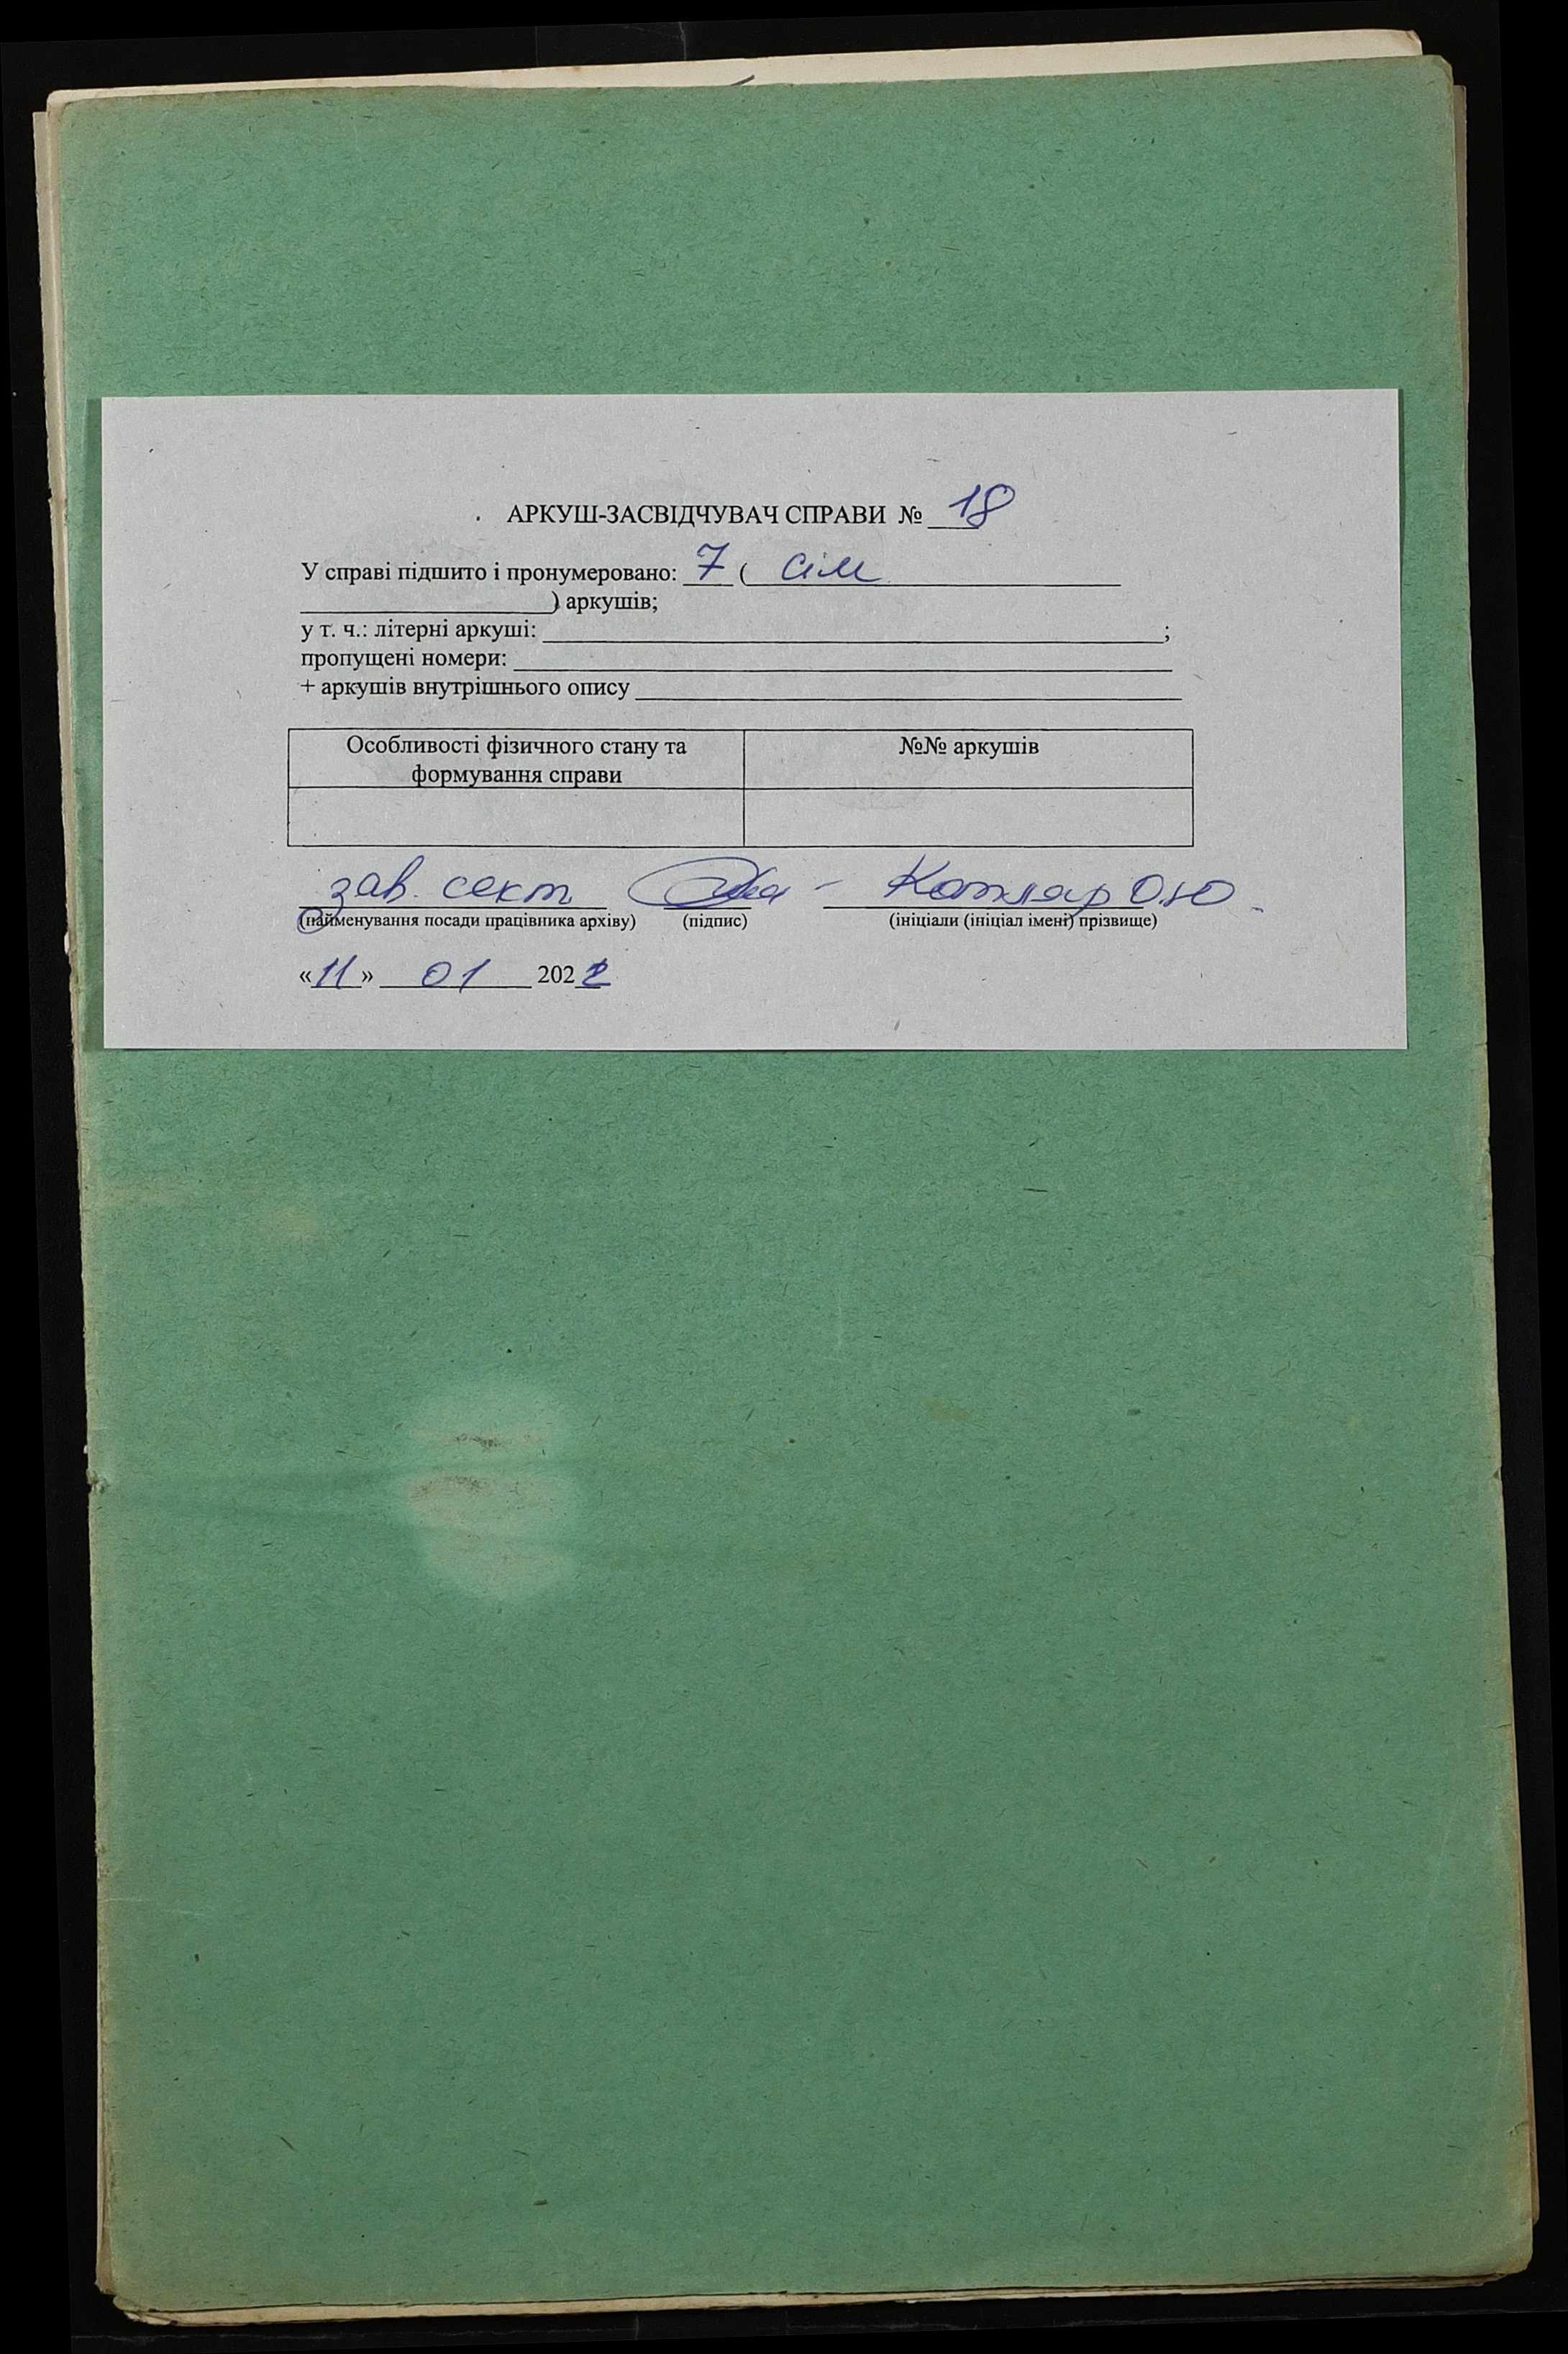 АРКУШ-ЗАСВІДЧУВАЧ СПРАВИ № 18
У справі підшито і пронумеровано: 7 ( сім
) аркушів;
у т. ч.: літерні аркуші: ;
пропущені номери:
+ аркушів внутрішнього опису
Особливості фізичного стану та формування справи
№№ аркушів
зав. сект Котляр О.Ю.
(найменування посади працівника архіву) (підпис) (ініціали (ініціал імені) прізвище)
«11» 01 2022